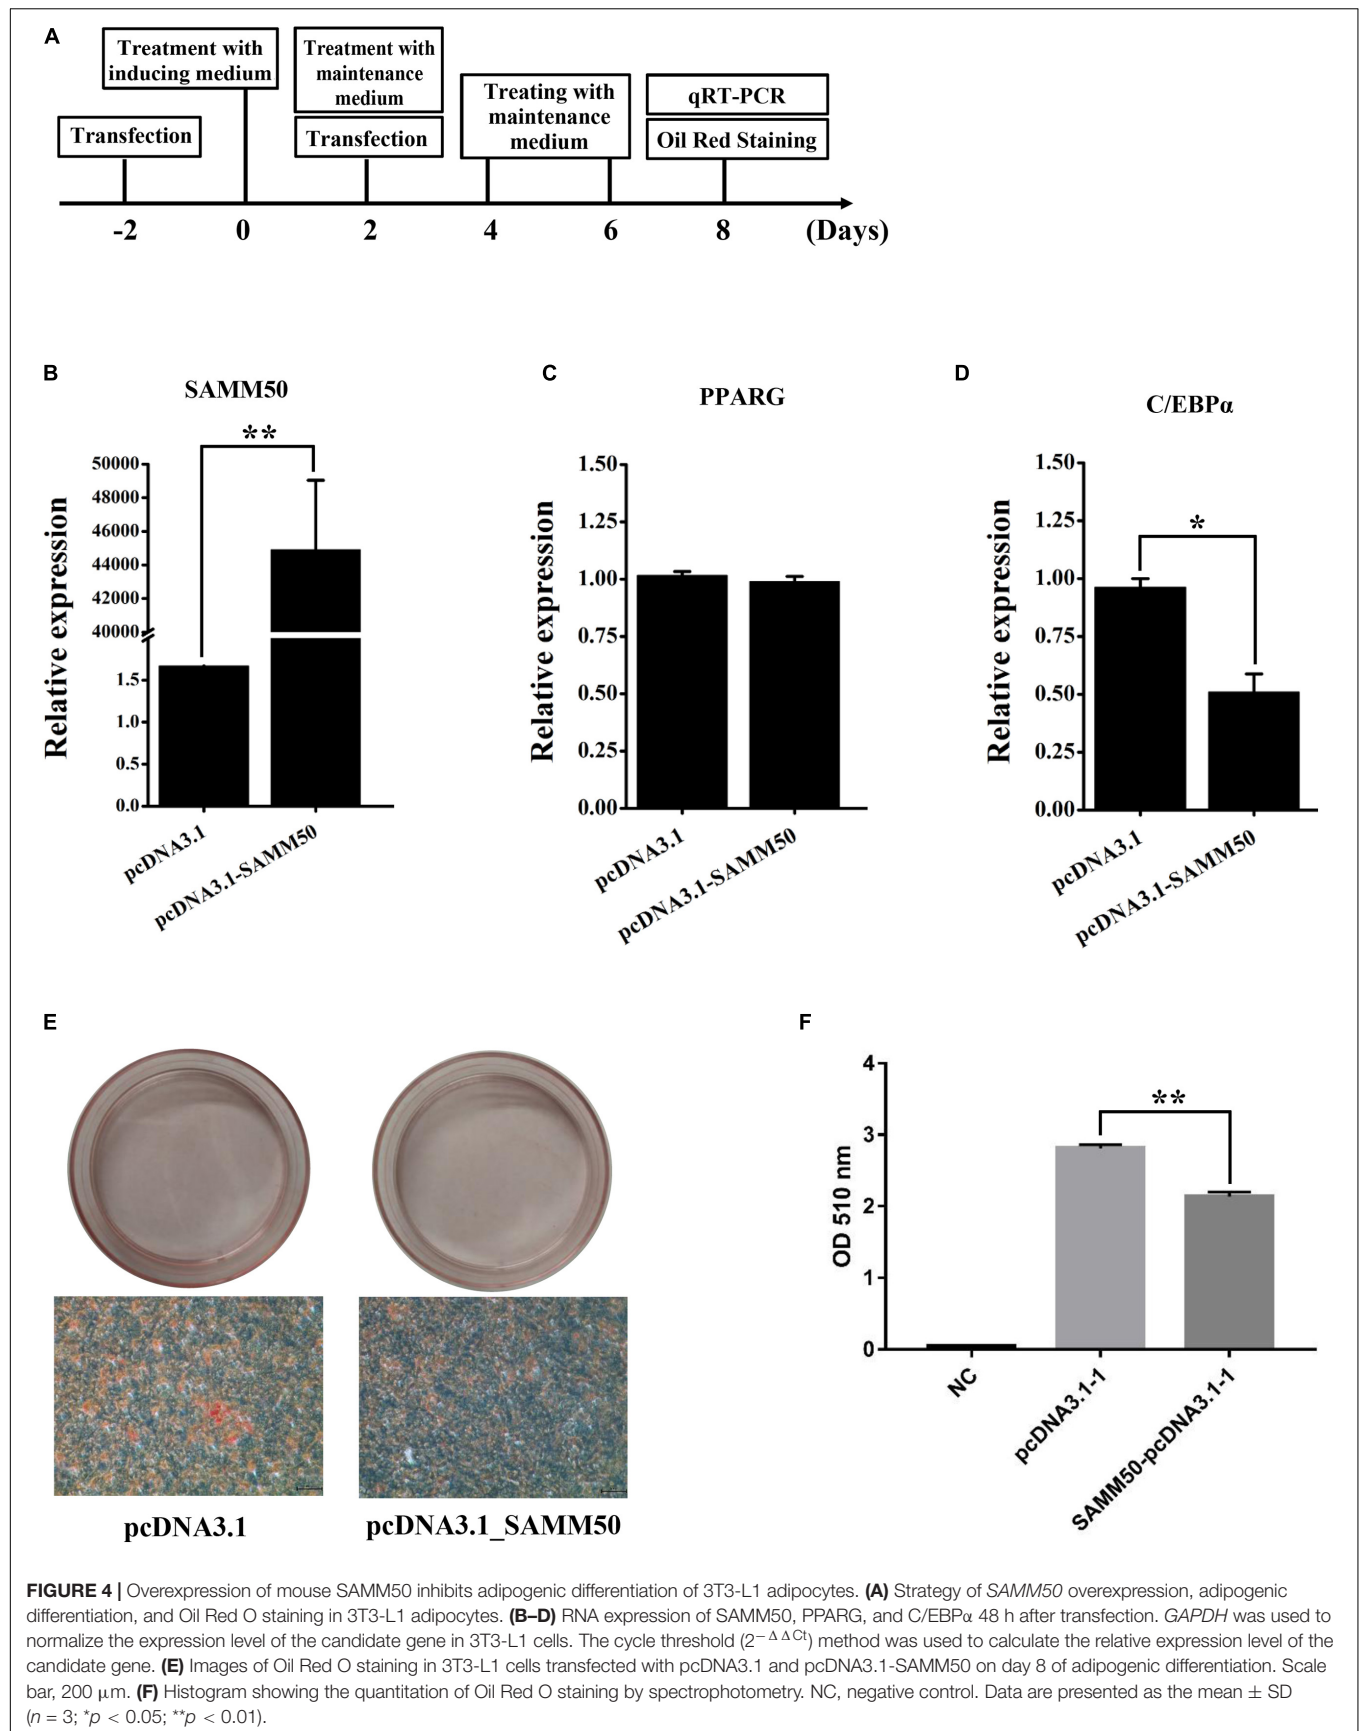 A
Treatment with
inducing medium
Treatment with
maintenance
medium
Treating with
maintenance
medium
qRT-PCR
Transfection
Transfection
Oil Red Staining
-2 0 2 4 6 8 (Days)
B
SAMM50
**
Relative expression
50000
48000
46000
44000
42000
40000
1.5
1.0
0.5
0.0
pcDNA3.1
pcDNA3.1-SAMM50
C
PPARG
Relative expression
1.50
1.25
1.00
0.75
0.50
0.25
0.00
pcDNA3.1
pcDNA3.1-SAMM50
D
C/EBPα
*
Relative expression
1.50
1.25
1.00
0.75
0.50
0.25
0.00
pcDNA3.1
pcDNA3.1-SAMM50
E
pcDNA3.1
pcDNA3.1_SAMM50
F
**
OD 510 nm
4
3
2
1
0
NC
pcDNA3.1-1
SAMM50-pcDNA3.1-1
FIGURE 4 | Overexpression of mouse SAMM50 inhibits adipogenic differentiation of 3T3-L1 adipocytes. (A) Strategy of SAMM50 overexpression, adipogenic
differentiation, and Oil Red O staining in 3T3-L1 adipocytes. (B–D) RNA expression of SAMM50, PPARG, and C/EBPα 48 h after transfection. GAPDH was used to
normalize the expression level of the candidate gene in 3T3-L1 cells. The cycle threshold (2−ΔΔCt) method was used to calculate the relative expression level of the
candidate gene. (E) Images of Oil Red O staining in 3T3-L1 cells transfected with pcDNA3.1 and pcDNA3.1-SAMM50 on day 8 of adipogenic differentiation. Scale
bar, 200 μm. (F) Histogram showing the quantitation of Oil Red O staining by spectrophotometry. NC, negative control. Data are presented as the mean ± SD
(n = 3; *p < 0.05; **p < 0.01).